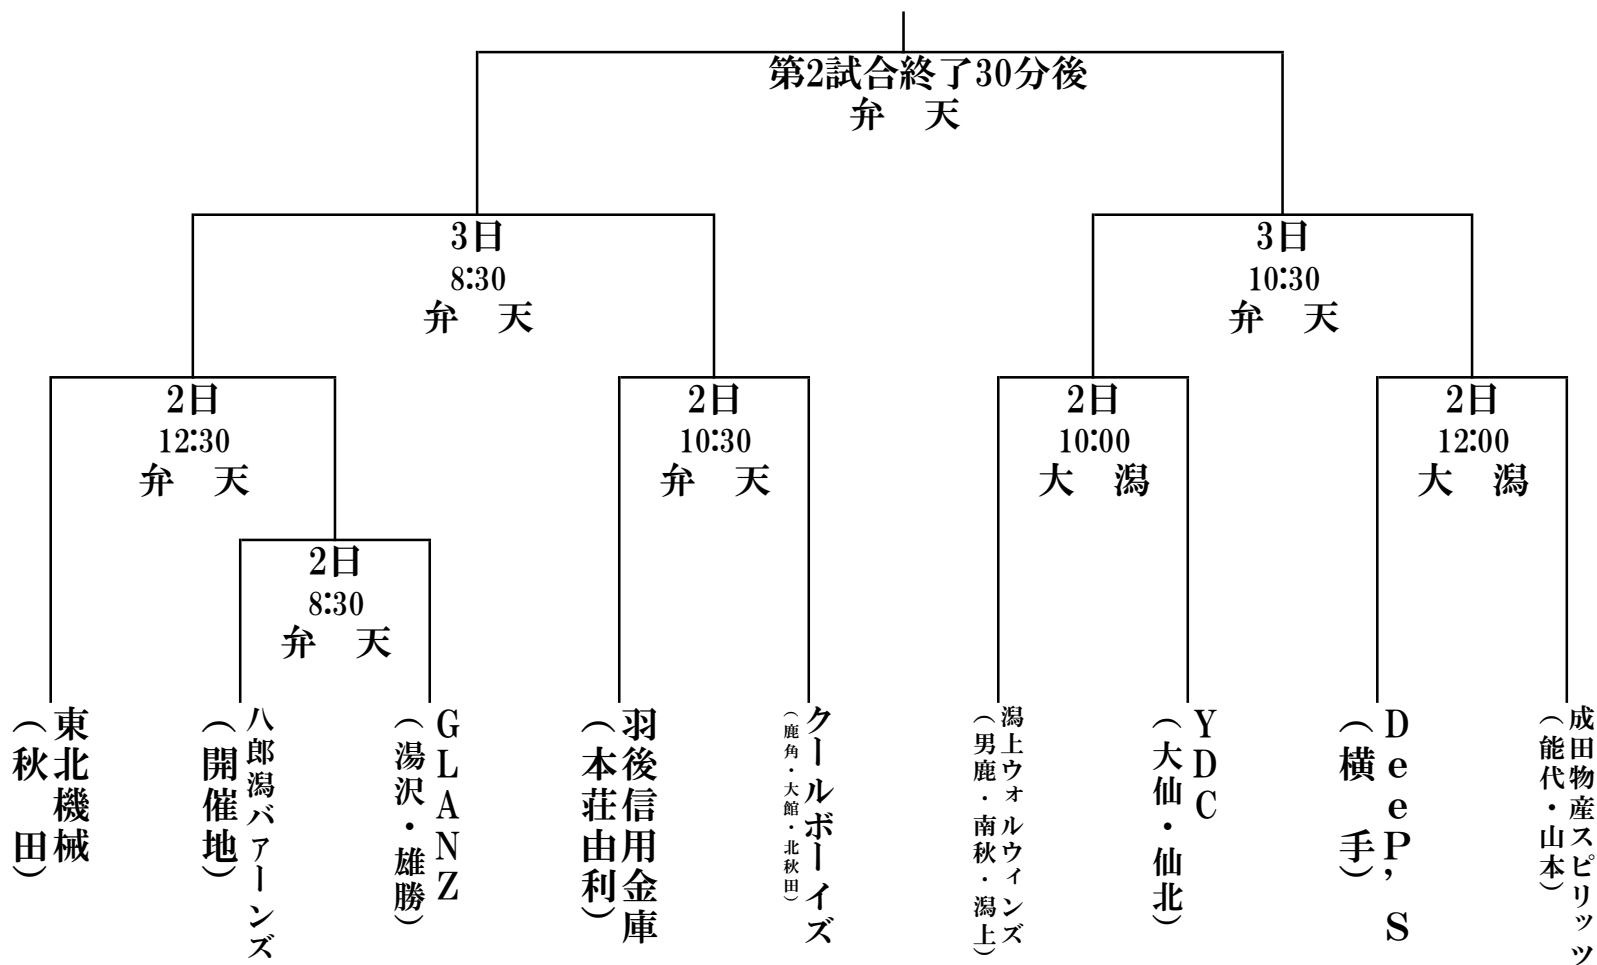 第2試合終了30分後
弁　天
3日
8:30
弁　天
3日
10:30
弁　天
2日
12:30
弁　天
2日
10:30
弁　天
2日
10:00
大　潟
2日
12:00
大　潟
2日
8:30
弁　天
東北機械
（秋　田）
八郎潟バァーンズ
（開催地）
GLANZ
（湯沢・雄勝）
羽後信用金庫
（本荘由利）
クールボーイズ
（鹿角・大館・北秋田）
潟上ウォルウィンズ
（男鹿・南秋・潟上）
YDC
（大仙・仙北）
DeeP’S
（横　手）
成田物産スピリッツ
（能代・山本）